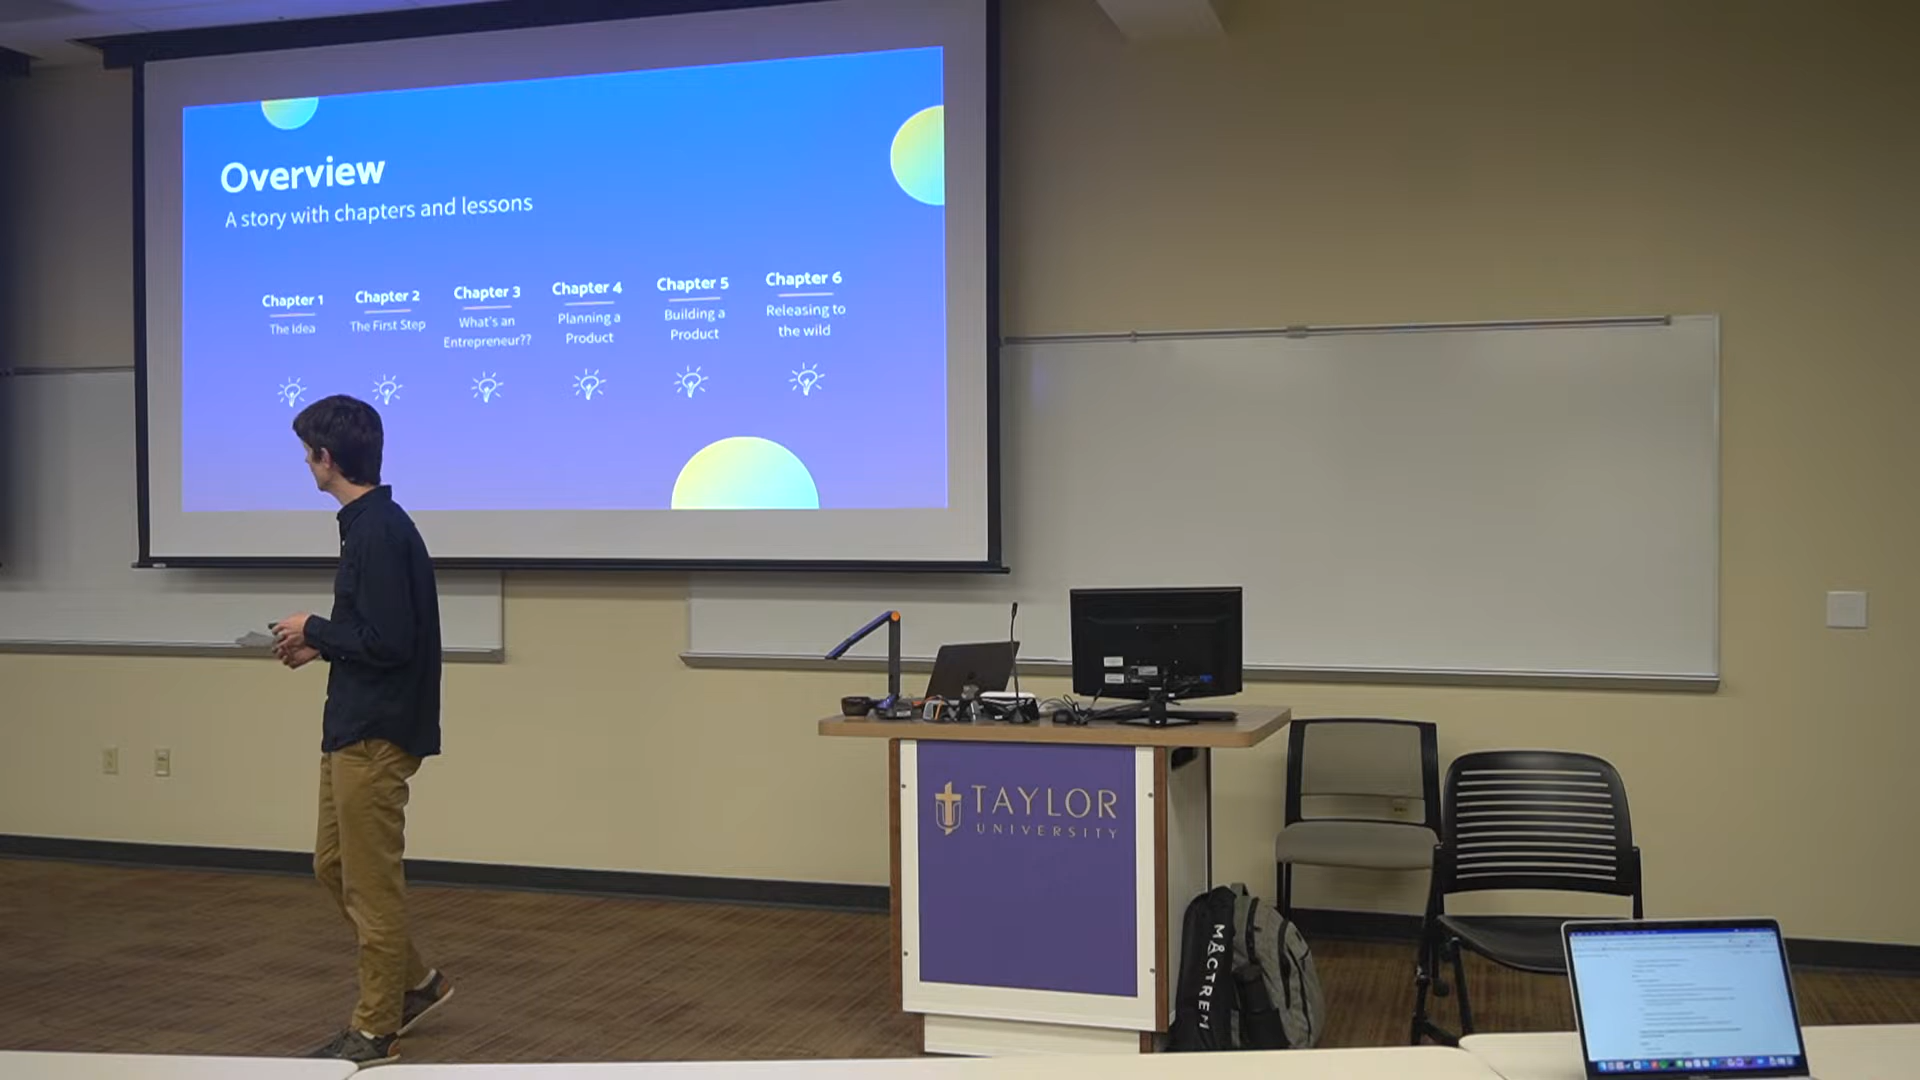 Overview
A story with chapters and lessons
Chapter 1
The Idea
Chapter 2
The First Step
Chapter 3
What's an
Entrepreneur??
Chapter 4
Planning a
Product
Chapter 5
Building a
Product
Chapter 6
Releasing to
the wild
TAYLOR
UNIVERSITY